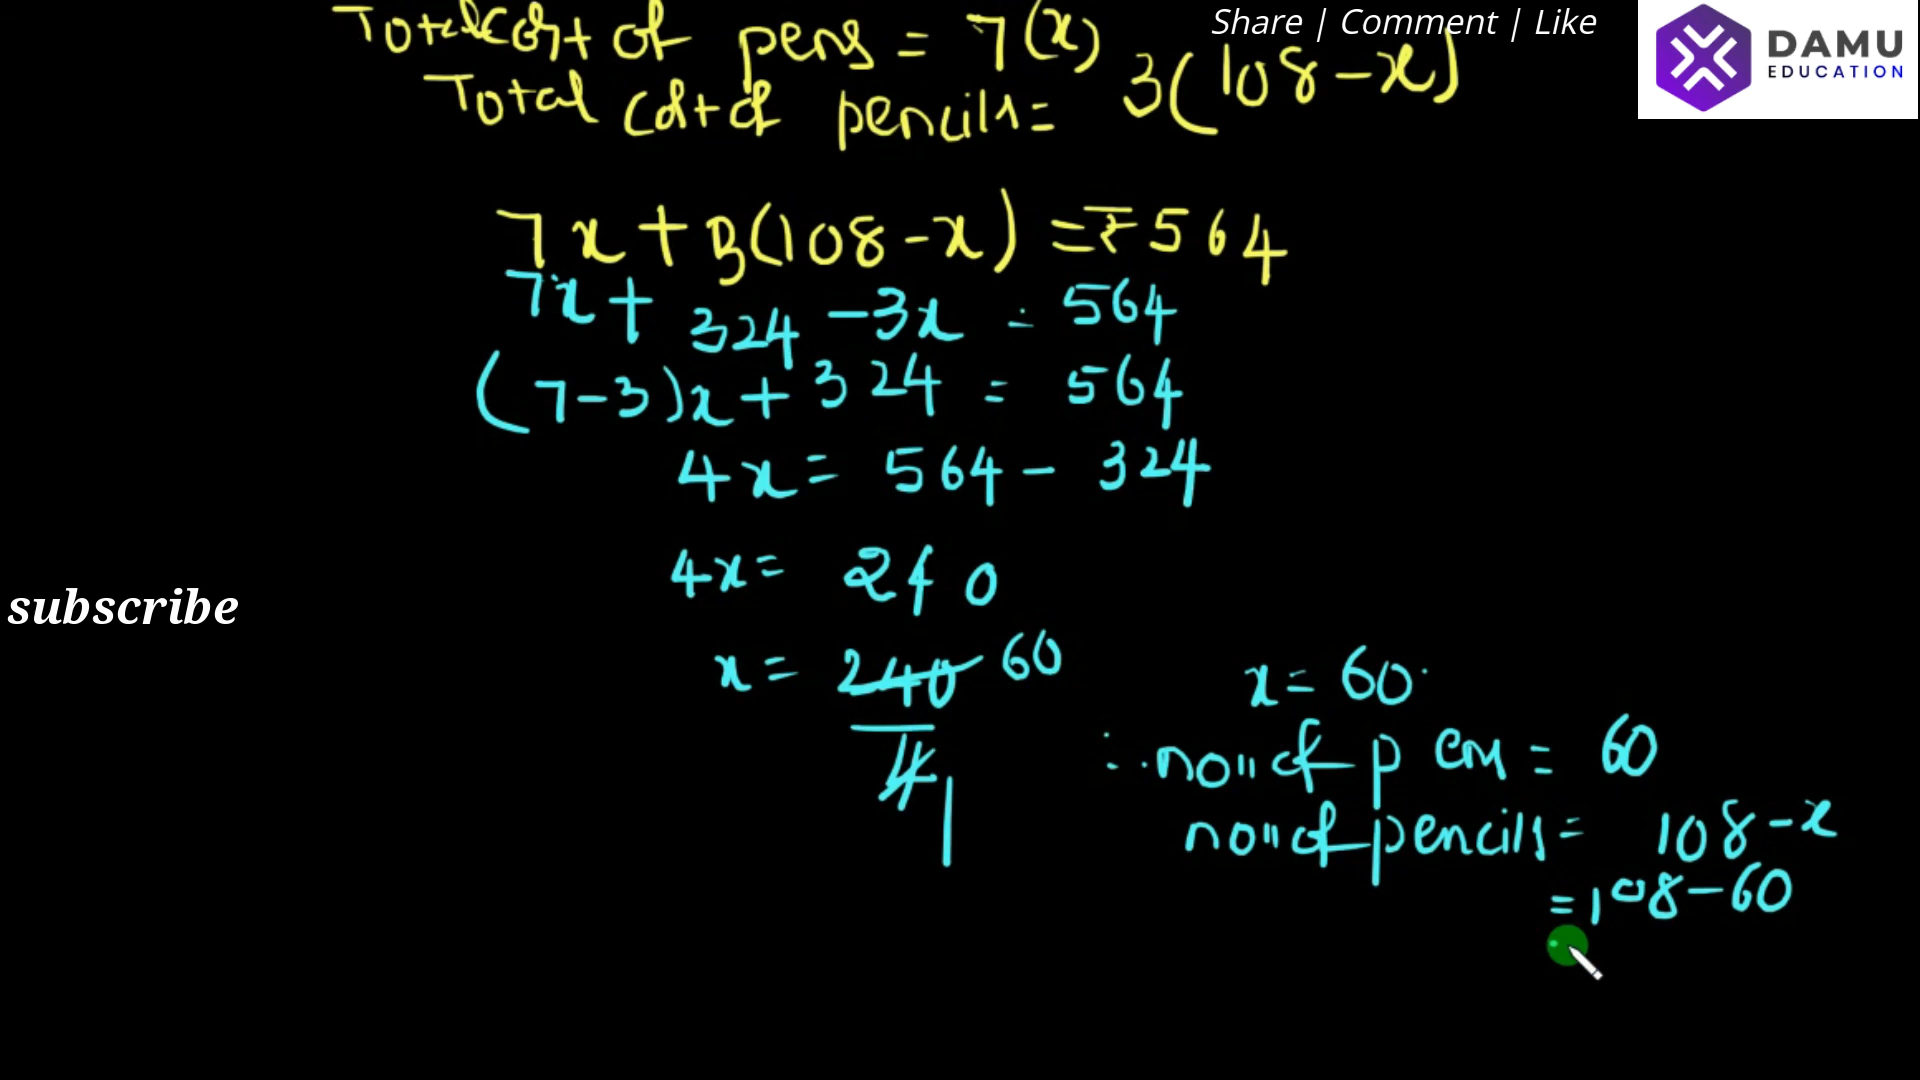 Share | Comment | Like
DAMU
EDUCATION
Total Cost of pens = 7(x)
Total Cost of pencils = 3(108-x)
7x + 3(108-x) = ₹564
7x + 324 - 3x = 564
(7-3)x + 324 = 564
4x = 564 - 324
4x = 240
subscribe
x = 240 60
4 1
x = 60
∴ no" of pens = 60
no" of pencils = 108-x
= 108-60